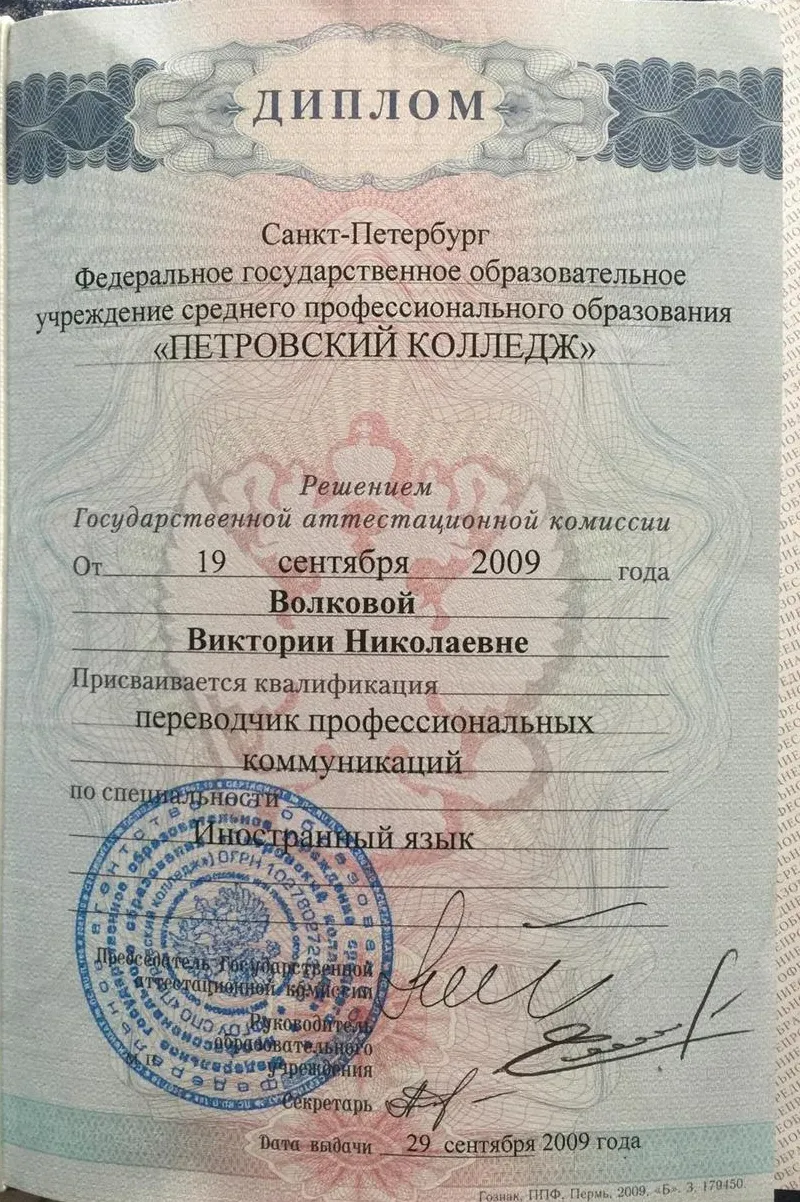 ДИПЛОМ
Санкт-Петербург
Федеральное государственное образовательное
учреждение среднего профессионального образования
«ПЕТРОВСКИЙ КОЛЛЕДЖ»
Решением
Государственной аттестационной комиссии
От 19 сентября 2009 года
Волковой
Виктории Николаевне
Присваивается квалификация
переводчик профессиональных
коммуникаций
по специальности
Иностранный язык
Председатель Государственной
аттестационной комиссии
Руководитель
образовательного
учреждения
Секретарь
Дата выдачи 29 сентября 2009 года
Гознак, ППФ, Пермь, 2009, «Б». З. 179450.